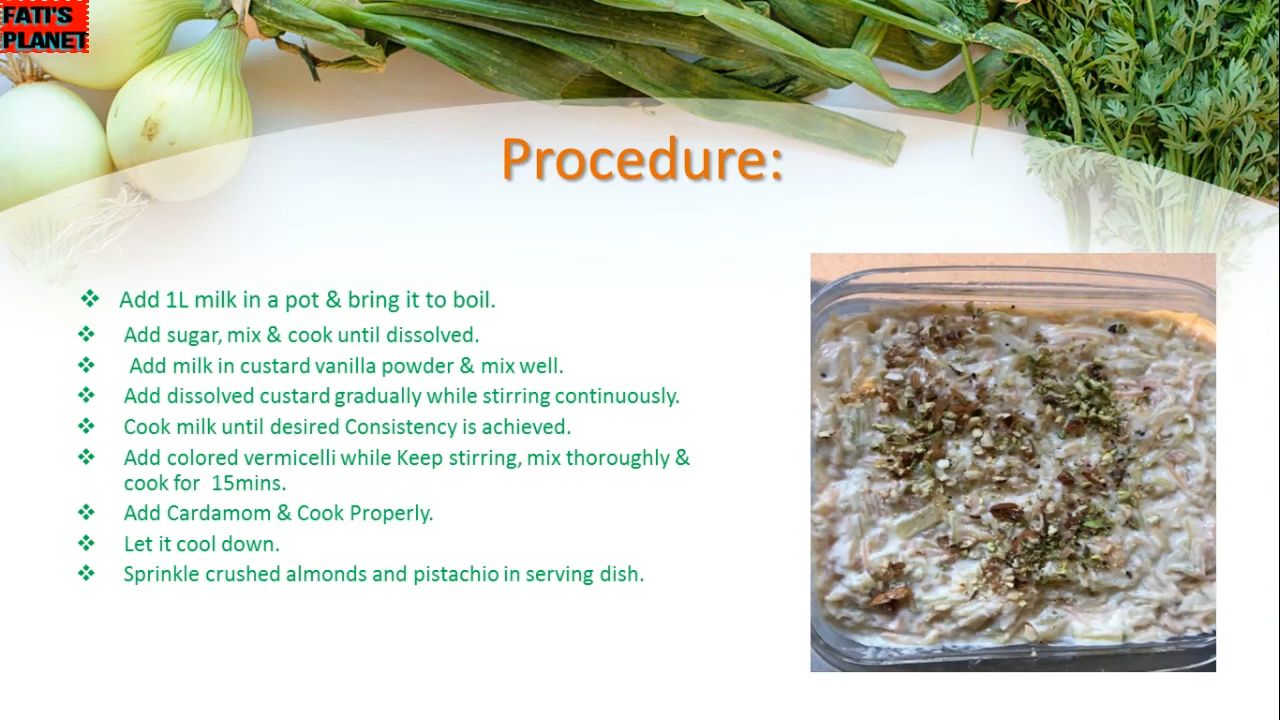 FATI'S
PLANET
Procedure:
❖ Add 1L milk in a pot & bring it to boil.
❖ Add sugar, mix & cook until dissolved.
❖ Add milk in custard vanilla powder & mix well.
❖ Add dissolved custard gradually while stirring continuously.
❖ Cook milk until desired Consistency is achieved.
❖ Add colored vermicelli while Keep stirring, mix thoroughly &
cook for 15mins.
❖ Add Cardamom & Cook Properly.
❖ Let it cool down.
❖ Sprinkle crushed almonds and pistachio in serving dish.